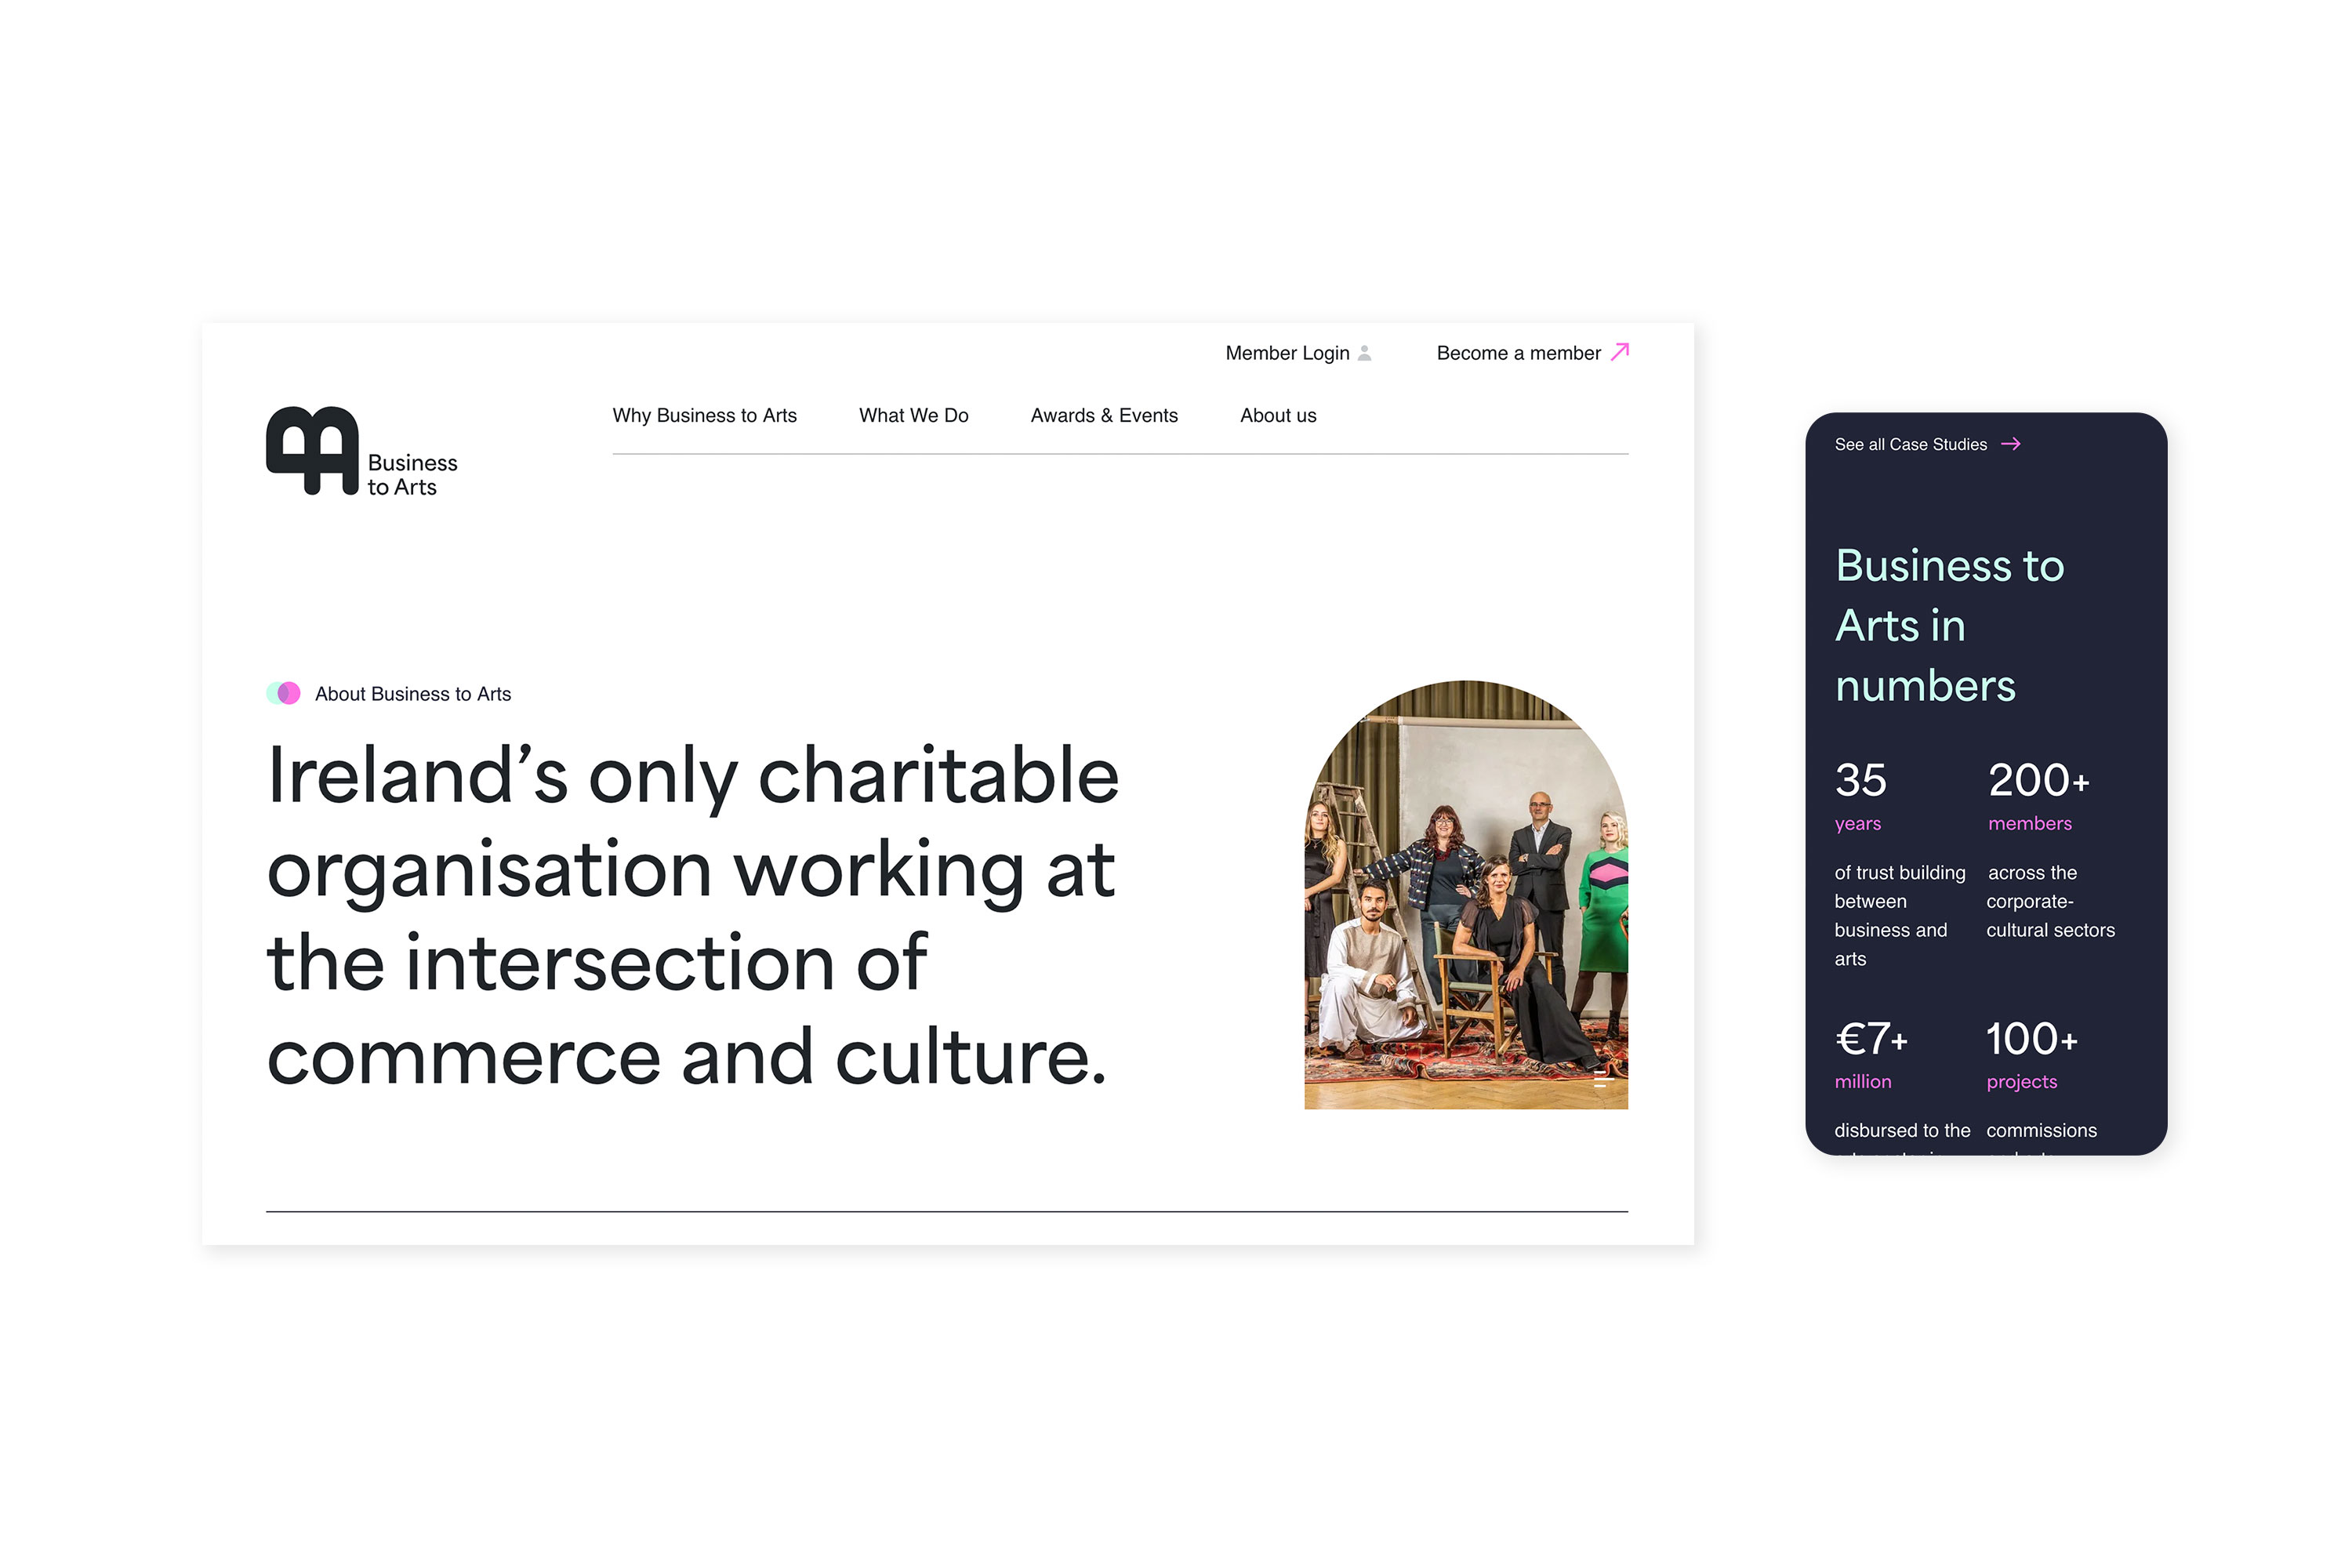 Member Login
Become a member
Why Business to Arts
What We Do
Awards & Events
About us
Business
to Arts
About Business to Arts
Ireland’s only charitable
organisation working at
the intersection of
commerce and culture.
See all Case Studies
Business to
Arts in
numbers
35
years
of trust building
between
business and
arts
200+
members
across the
corporate-
cultural sectors
€7+
million
disbursed to the
100+
projects
commissions